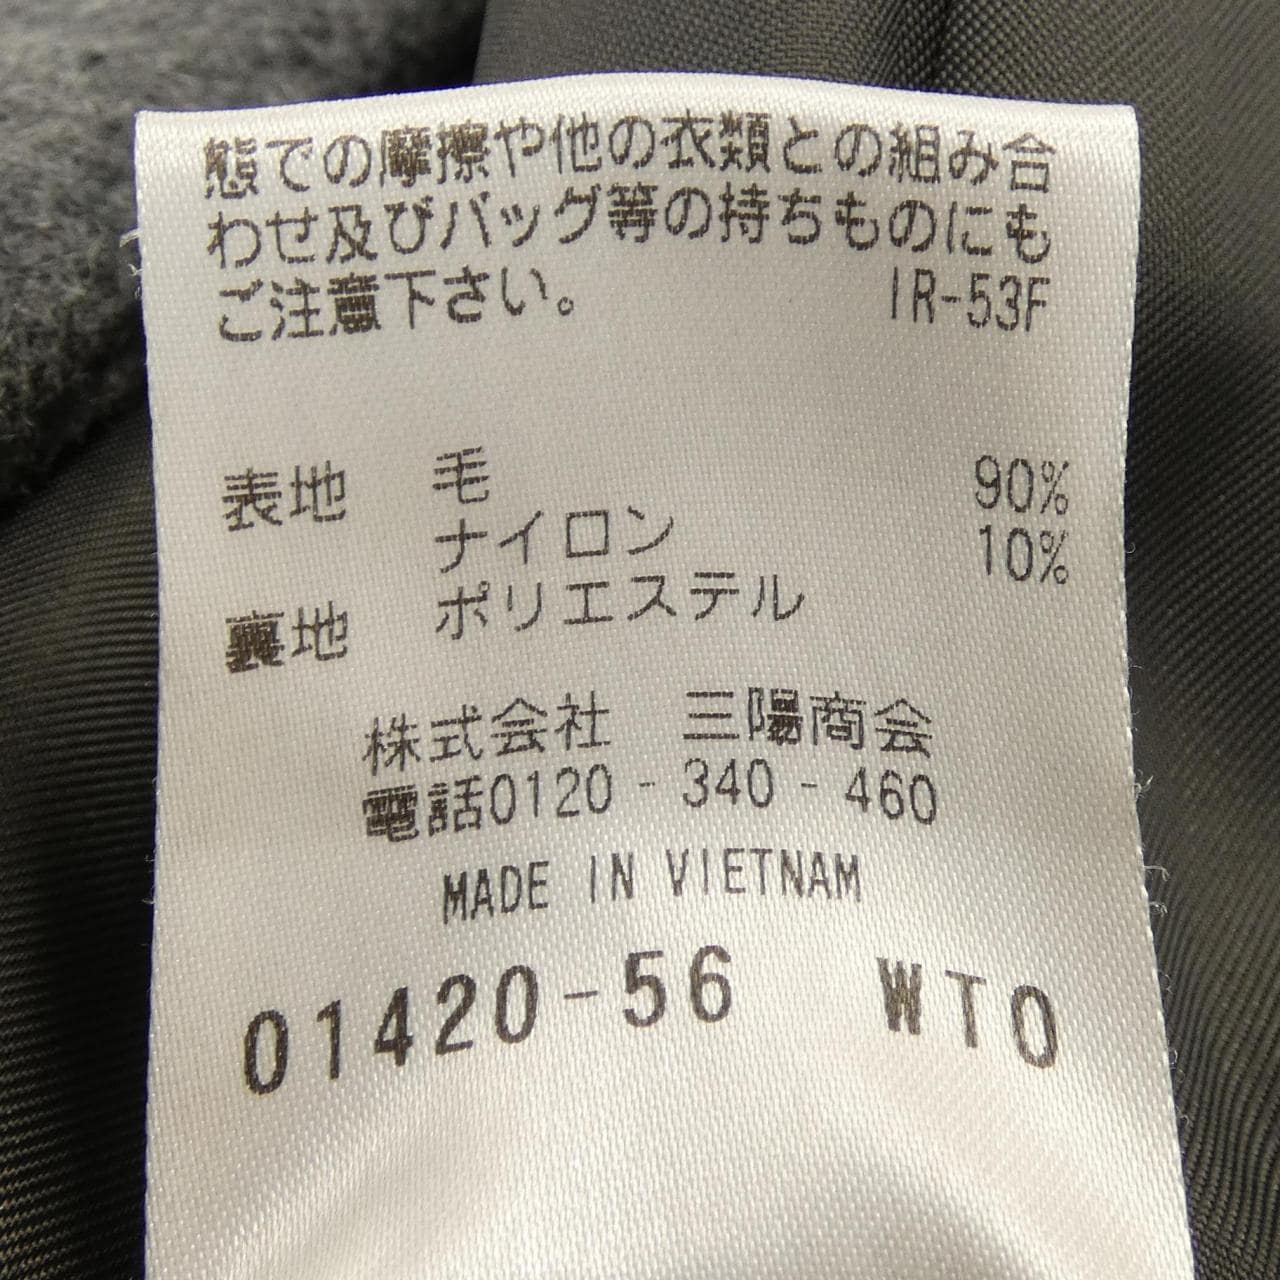 態での摩擦や他の衣類との組み合
わせ及びバッグ等の持ちものにも
ご注意下さい。 IR-53F
表地 毛 90%
ナイロン 10%
裏地 ポリエステル
株式会社 三陽商会
電話0120-340-460
MADE IN VIETNAM
01420-56 WTO